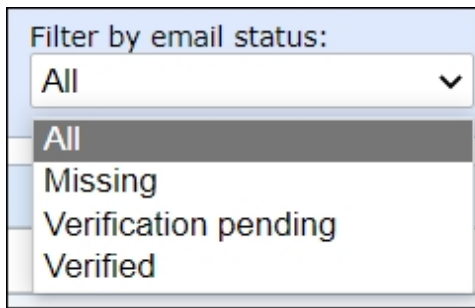 Filter by email status:
All
All
Missing
Verification pending
Verified